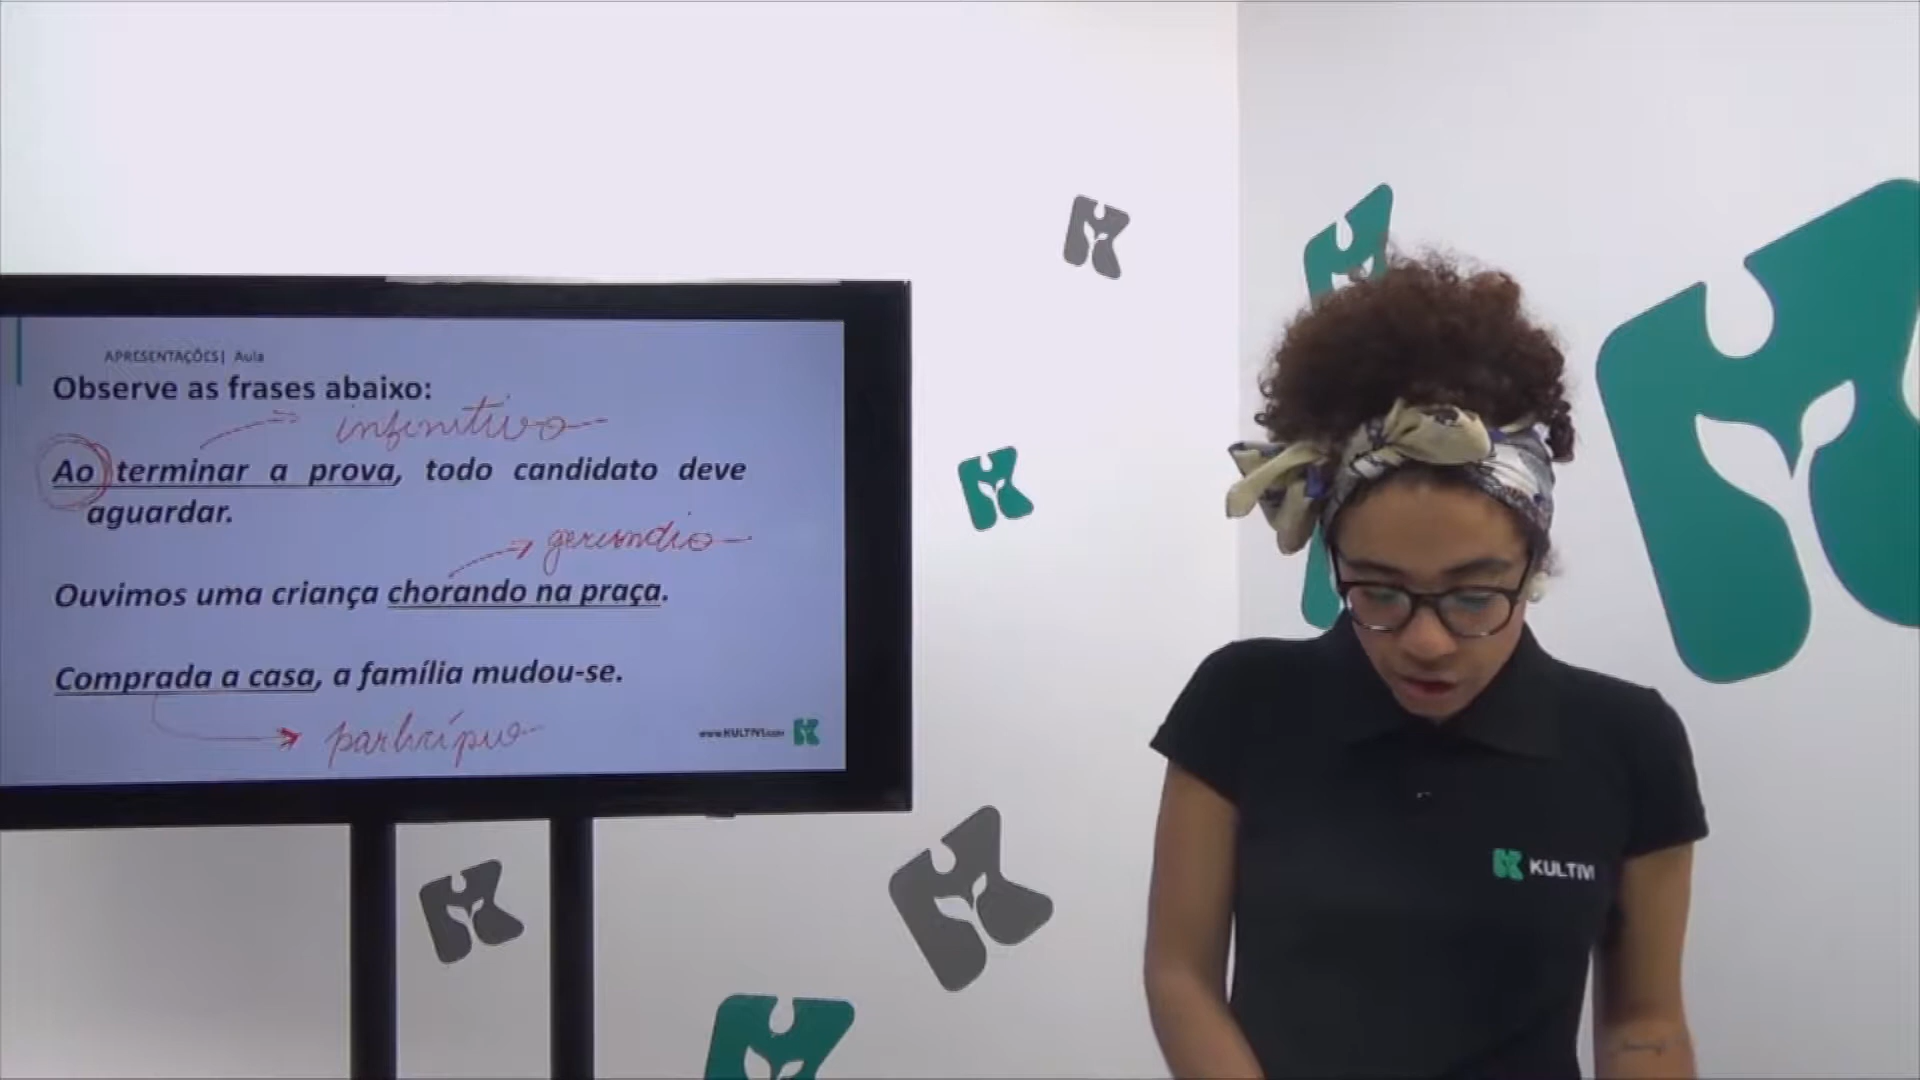 APRESENTAÇÕES| Aula
Observe as frases abaixo:
infinitivo
Ao terminar a prova, todo candidato deve
aguardar.
gerúndio
Ouvimos uma criança chorando na praça.
Comprada a casa, a família mudou-se.
particípio
www.KULTIVI.com
KULTIVI